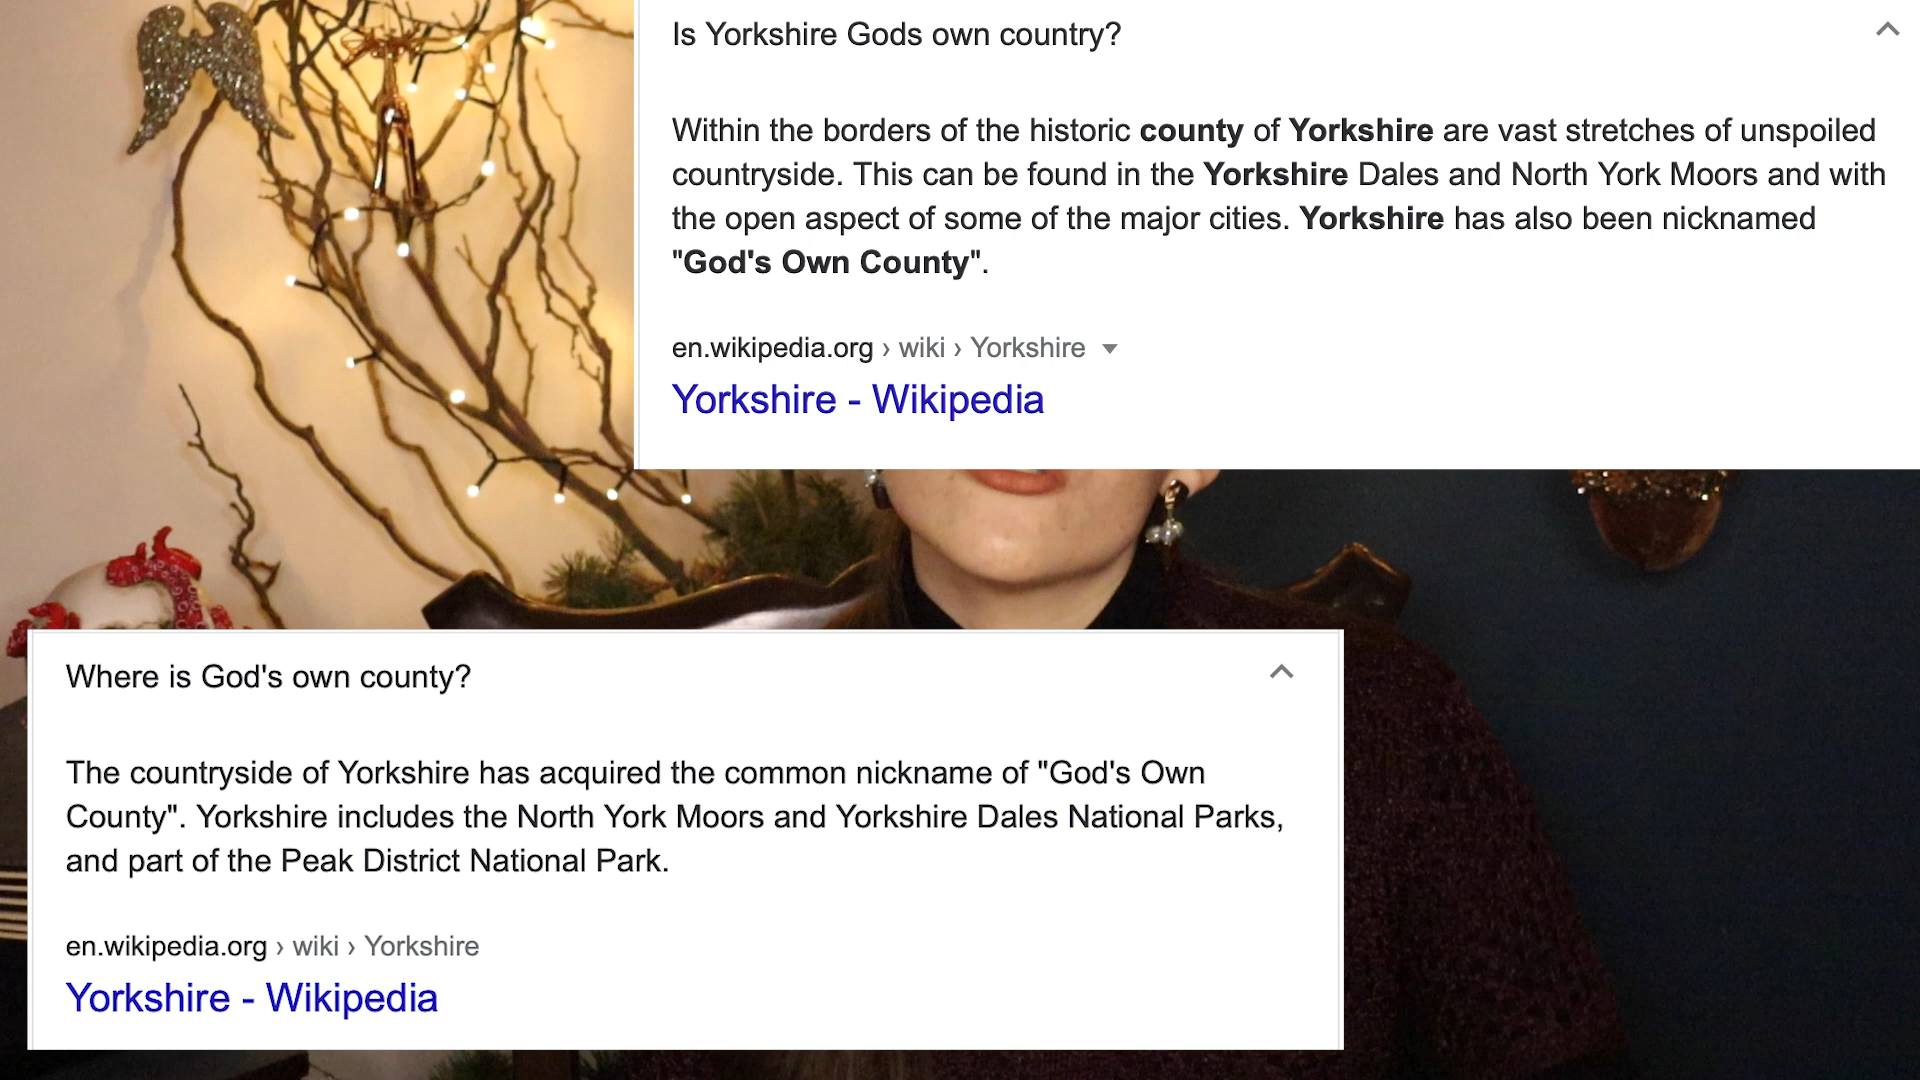 Is Yorkshire Gods own country?
Within the borders of the historic county of Yorkshire are vast stretches of unspoiled
countryside. This can be found in the Yorkshire Dales and North York Moors and with
the open aspect of some of the major cities. Yorkshire has also been nicknamed
"God's Own County".
en.wikipedia.org › wiki › Yorkshire
Yorkshire - Wikipedia
Where is God's own county?
The countryside of Yorkshire has acquired the common nickname of "God's Own
County". Yorkshire includes the North York Moors and Yorkshire Dales National Parks,
and part of the Peak District National Park.
en.wikipedia.org › wiki › Yorkshire
Yorkshire - Wikipedia